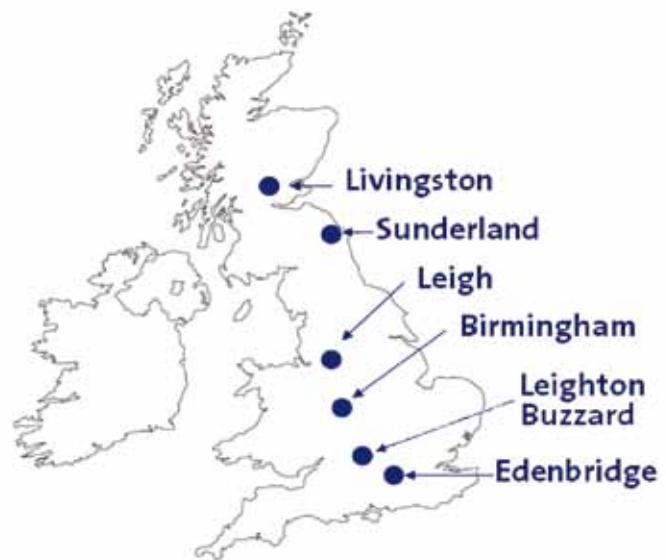 Livingston
Sunderland
Leigh
Birmingham
Leighton
Buzzard
Edenbridge